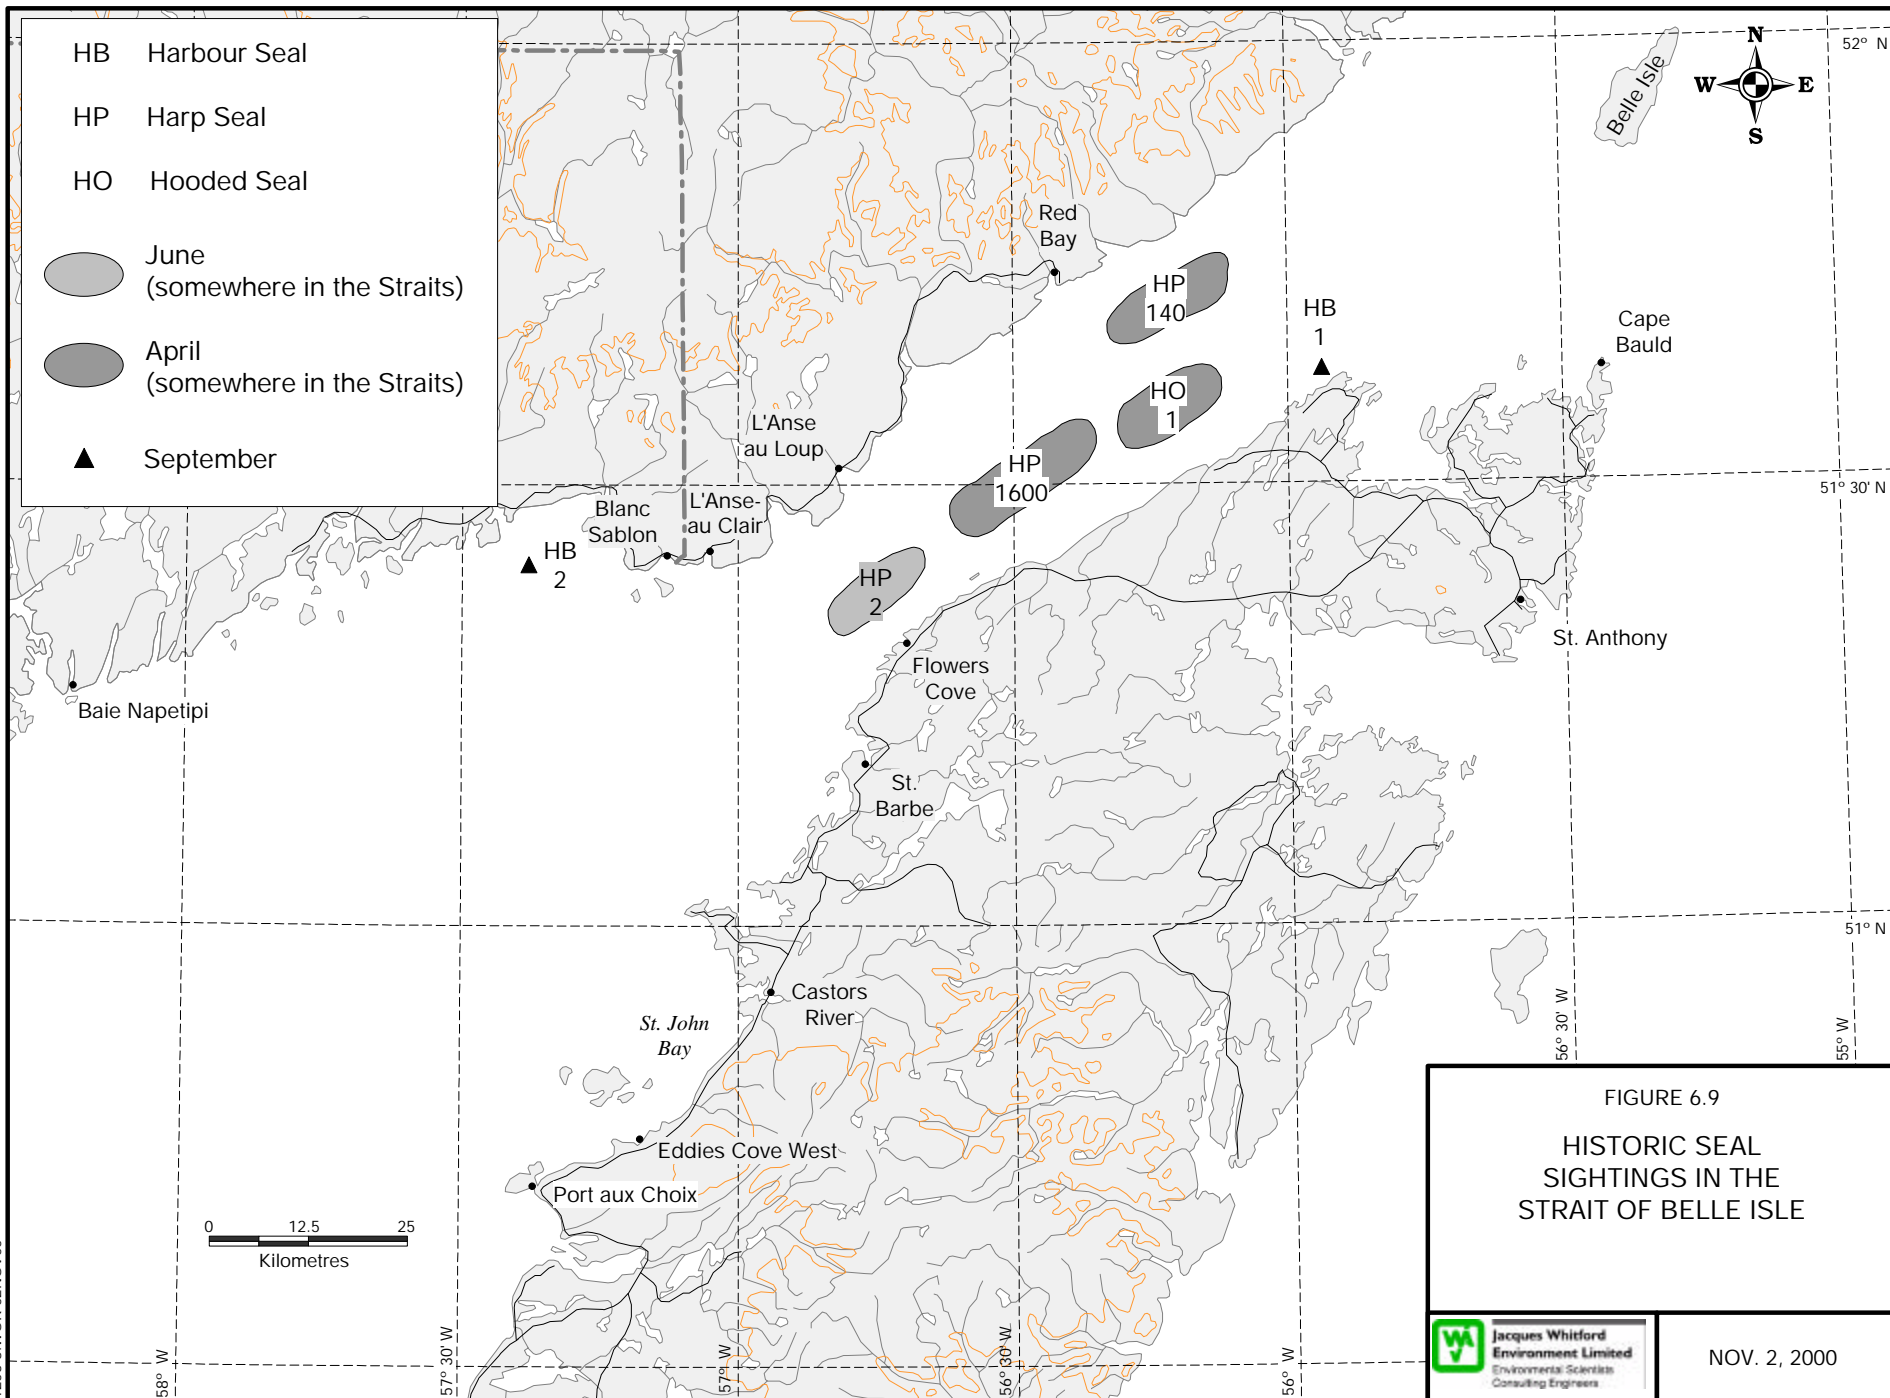 HB Harbour Seal
HP Harp Seal
HO Hooded Seal
June
(somewhere in the Straits)
April
(somewhere in the Straits)
September
52° N
N
W E
S
Belle Isle
Red
Bay
HP
140
HB
1
Cape
Bauld
HO
1
L'Anse
au Loup
HP
1600
51° 30' N
Blanc
Sablon
L'Anse-
au Clair
HB
2
HP
2
St. Anthony
Flowers
Cove
Baie Napetipi
St.
Barbe
51° N
Castors
River
St. John
Bay
56° 30' W
55° W
Eddies Cove West
Port aux Choix
0 12.5 25
Kilometres
58° W
57° 30' W
57° W
56° 30' W
56° W
FIGURE 6.9
HISTORIC SEAL
SIGHTINGS IN THE
STRAIT OF BELLE ISLE
Jacques Whitford
Environment Limited
Environmental Scientists
Consulting Engineers
NOV. 2, 2000